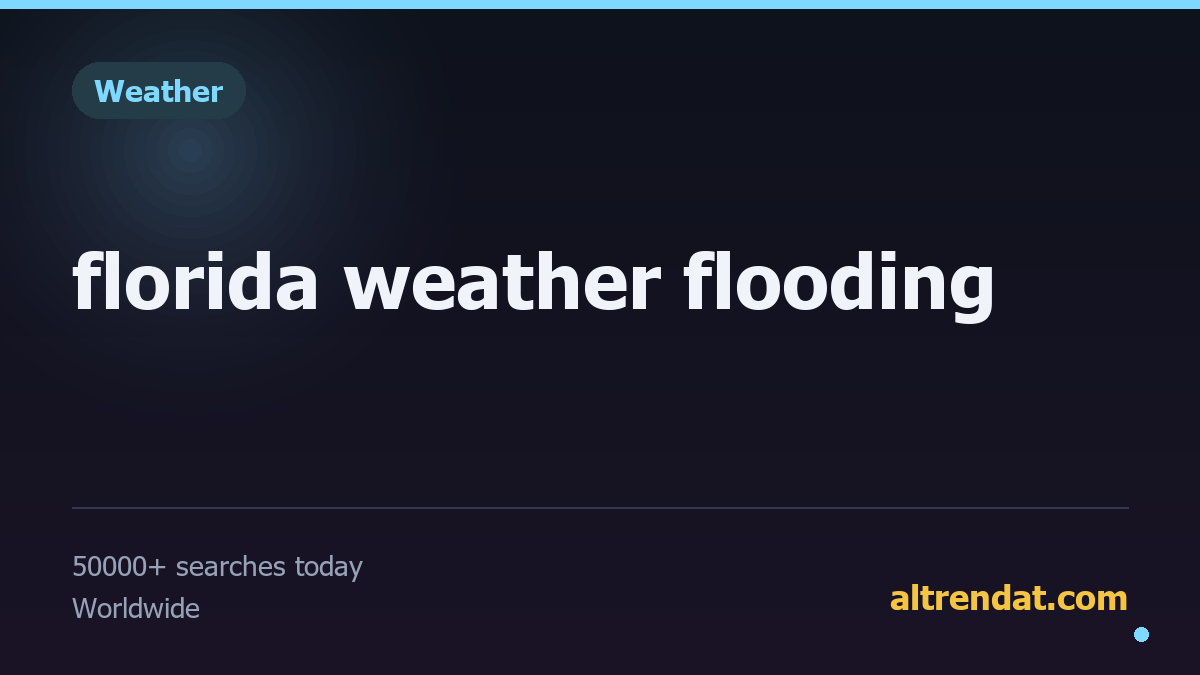 Weather
florida weather flooding
50000+ searches today
Worldwide
altrendat.com